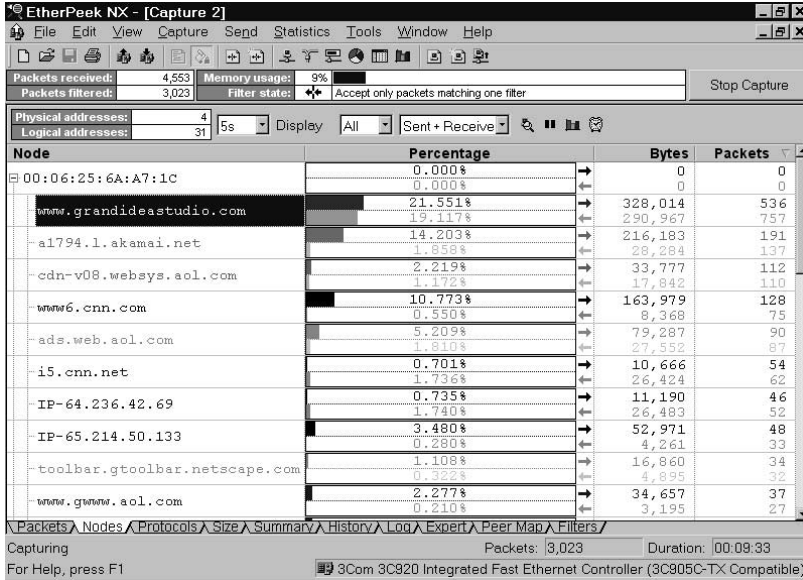 EtherPeek NX - [Capture 2]
File Edit View Capture Send Statistics Tools Window Help
Packets received: 4,553 Memory usage: 9%
Packets filtered: 3,023 Filter state: Accept only packets matching one filter
Stop Capture
Physical addresses: 4
Logical addresses: 31
5s Display All Sent + Receive
Node Percentage Bytes Packets
00:06:25:6A:A7:1C 0.000% 0 0
0.000% 0 0
www.grandideastudio.com 21.551% 328,014 536
19.117% 290,967 757
a1794.l.akamai.net 14.203% 216,183 191
1.858% 28,284 137
cdn-v08.websys.aol.com 2.219% 33,777 112
1.172% 17,842 110
www6.cnn.com 10.773% 163,979 128
0.550% 8,368 75
ads.web.aol.com 5.209% 79,287 90
1.810% 27,552 87
i5.cnn.net 0.701% 10,666 54
1.736% 26,424 62
IP-64.236.42.69 0.735% 11,190 46
1.740% 26,483 52
IP-65.214.50.133 3.480% 52,971 48
0.280% 4,261 33
toolbar.gtoolbar.netscape.com 1.108% 16,860 34
0.322% 4,895 32
www.gwww.aol.com 2.277% 34,657 37
0.210% 3,195 27
Packets Nodes Protocols Size Summary History Log Expert Peer Map Filters
Capturing Packets: 3,023 Duration: 00:09:33
For Help, press F1 3Com 3C920 Integrated Fast Ethernet Controller (3C905C-TX Compatible)